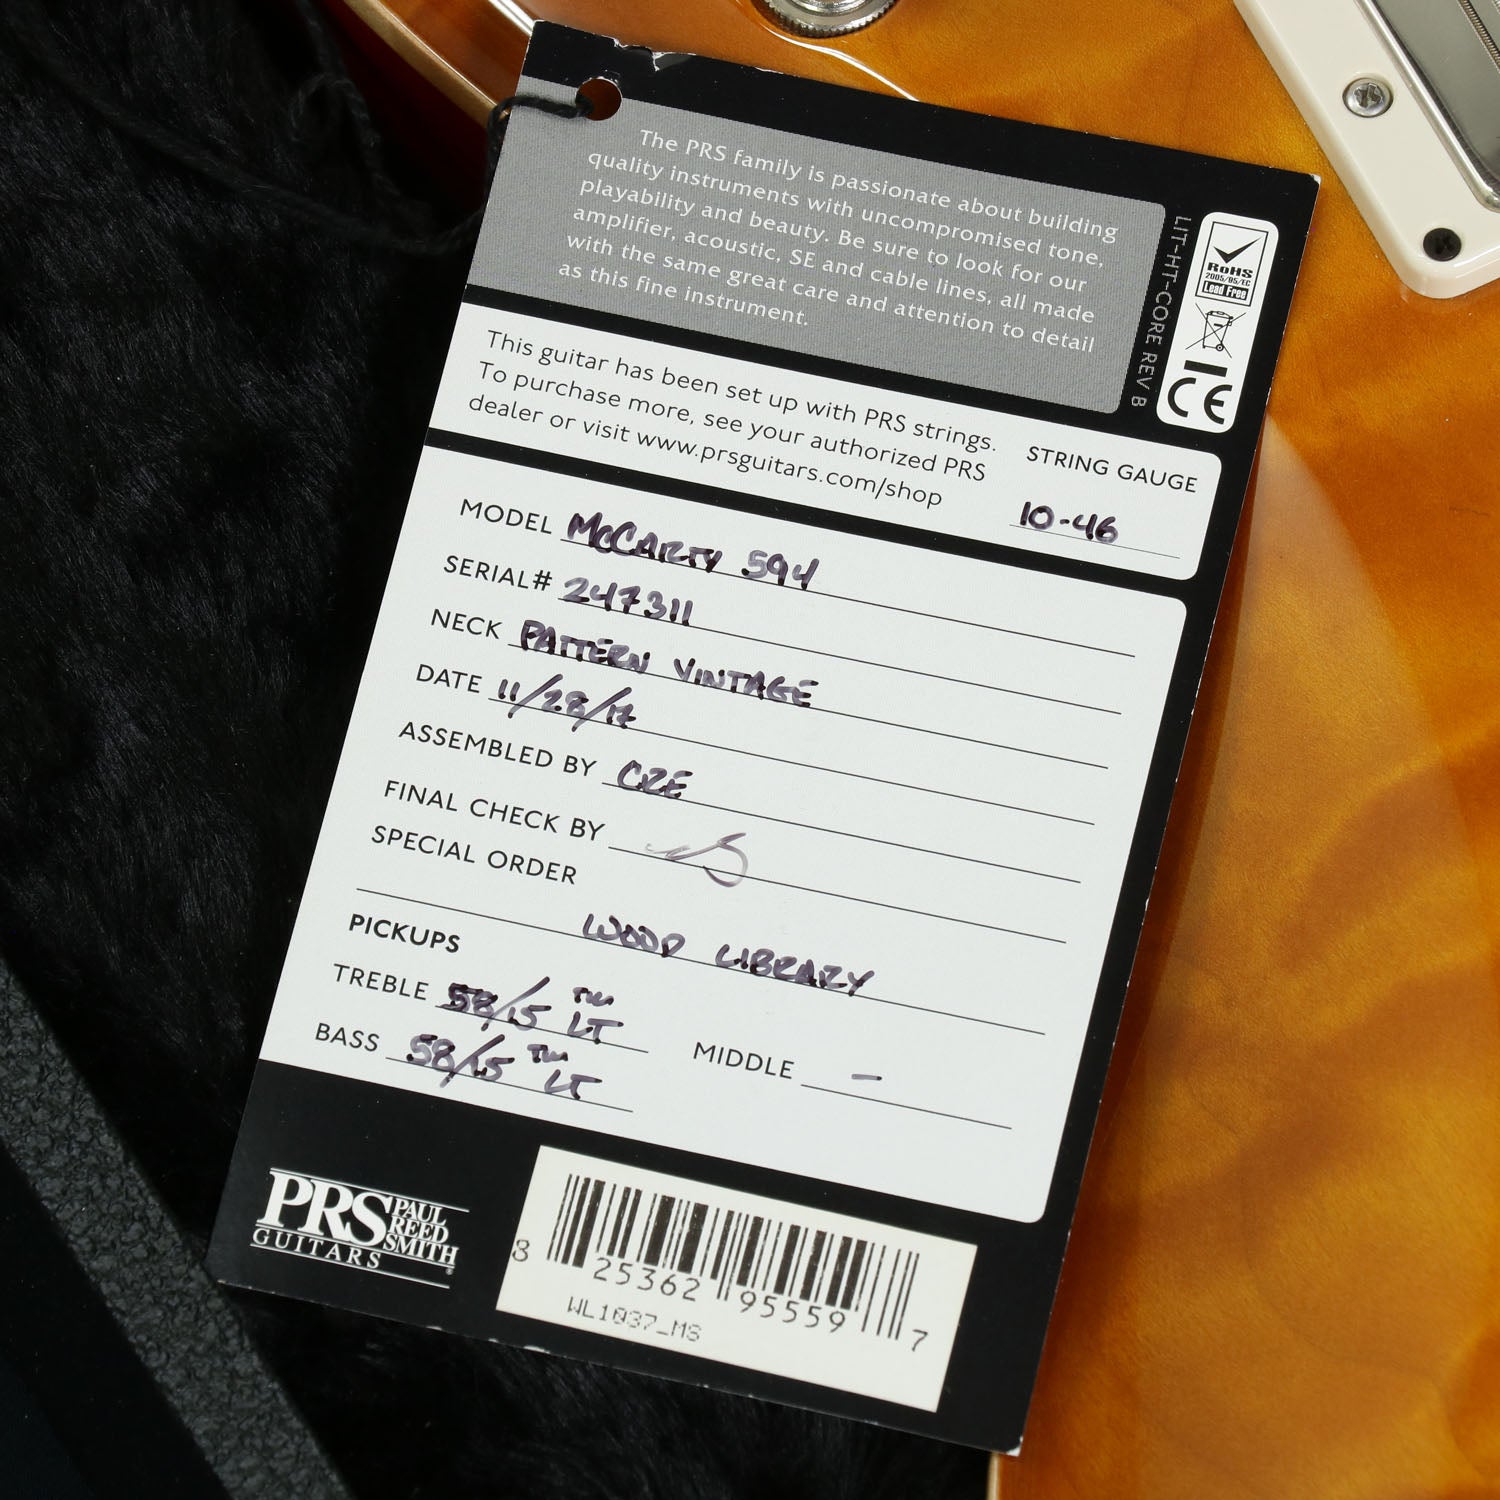 The PRS family is passionate about building
quality instruments with uncompromised tone,
playability and beauty. Be sure to look for our
amplifier, acoustic, SE and cable lines, all made
with the same great care and attention to detail
as this fine instrument.
LIT-HT-CORE REV B
RoHS
2005/95/EC
Lead Free
CE
This guitar has been set up with PRS strings.
To purchase more, see your authorized PRS
dealer or visit www.prsguitars.com/shop
STRING GAUGE
10-46
MODEL McCARTY 594
SERIAL# 247311
NECK PATTERN VINTAGE
DATE 11/28/17
ASSEMBLED BY CRE
FINAL CHECK BY
SPECIAL ORDER
WOOD LIBRARY
PICKUPS
TREBLE 58/15 ™ LT
BASS 58/15 ™ LT
MIDDLE -
PRS PAUL
REED
SMITH
GUITARS
8 25362 95559 7
WL1037_MS